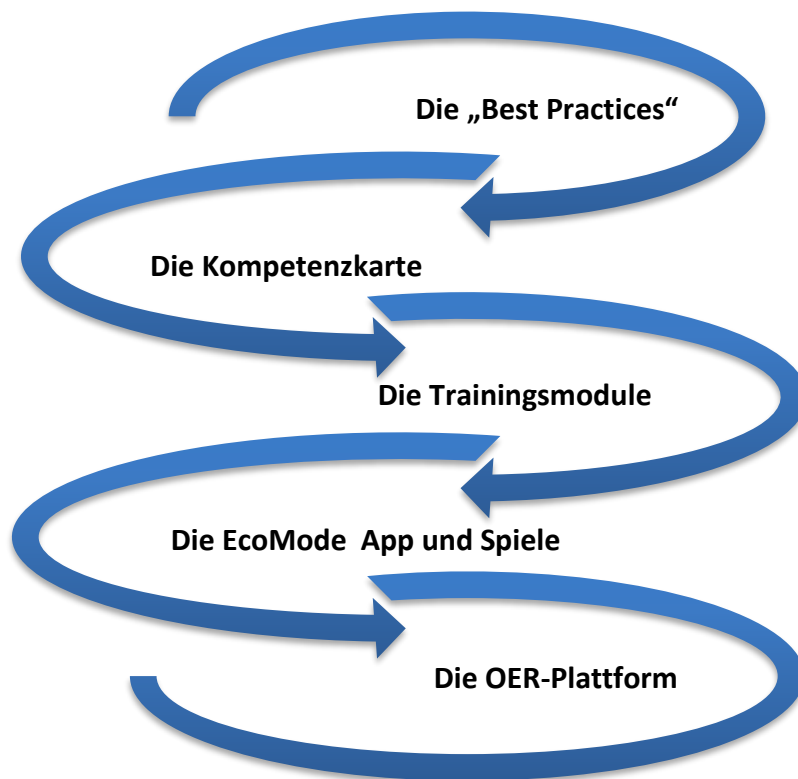 Die „Best Practices“
Die Kompetenzkarte
Die Trainingsmodule
Die EcoMode App und Spiele
Die OER-Plattform